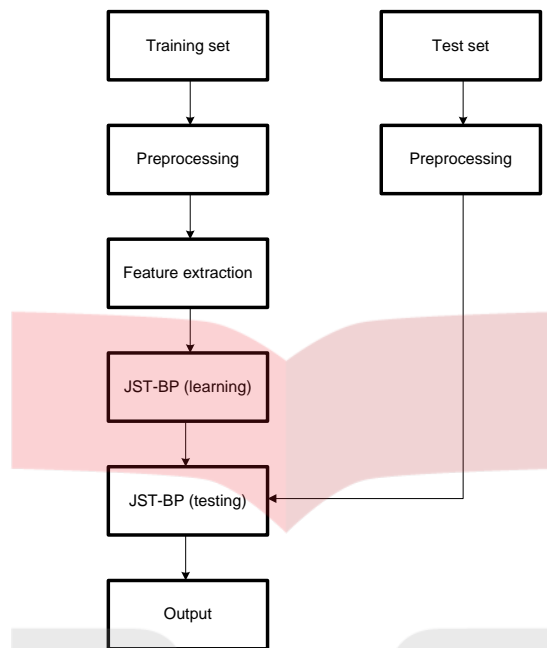 Training set
Test set
Preprocessing
Preprocessing
Feature extraction
JST-BP (learning)
JST-BP (testing)
Output